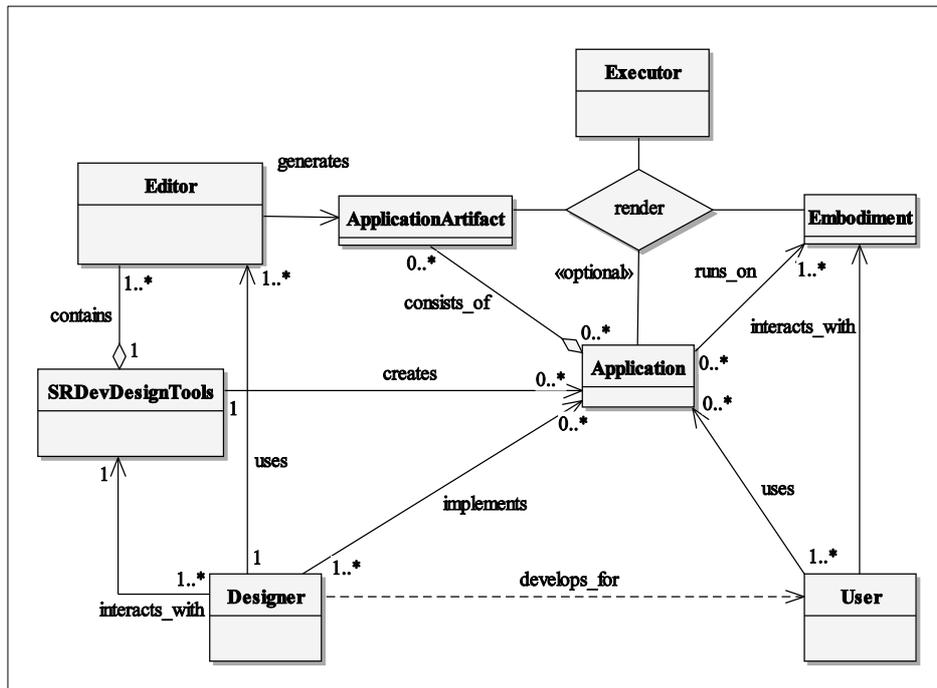 Executor
generates
Editor
ApplicationArtifact
render
Embodiment
0..*
«optional»
runs_on
1..*
1..*
consists_of
contains
0..*
interacts_with
1
Application
0..*
SRDevDesignTools
creates
0..*
1
0..*
0..*
1
uses
implements
uses
1
1..*
1..*
1..*
develops_for
interacts_with
Designer
User